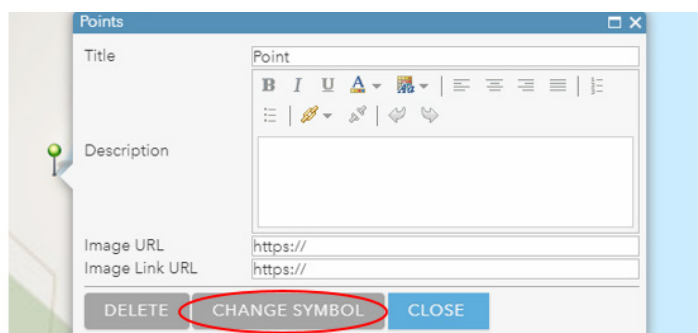 Points
Title Point
B I U A
Description
Image URL https://
Image Link URL https://
DELETE CHANGE SYMBOL CLOSE